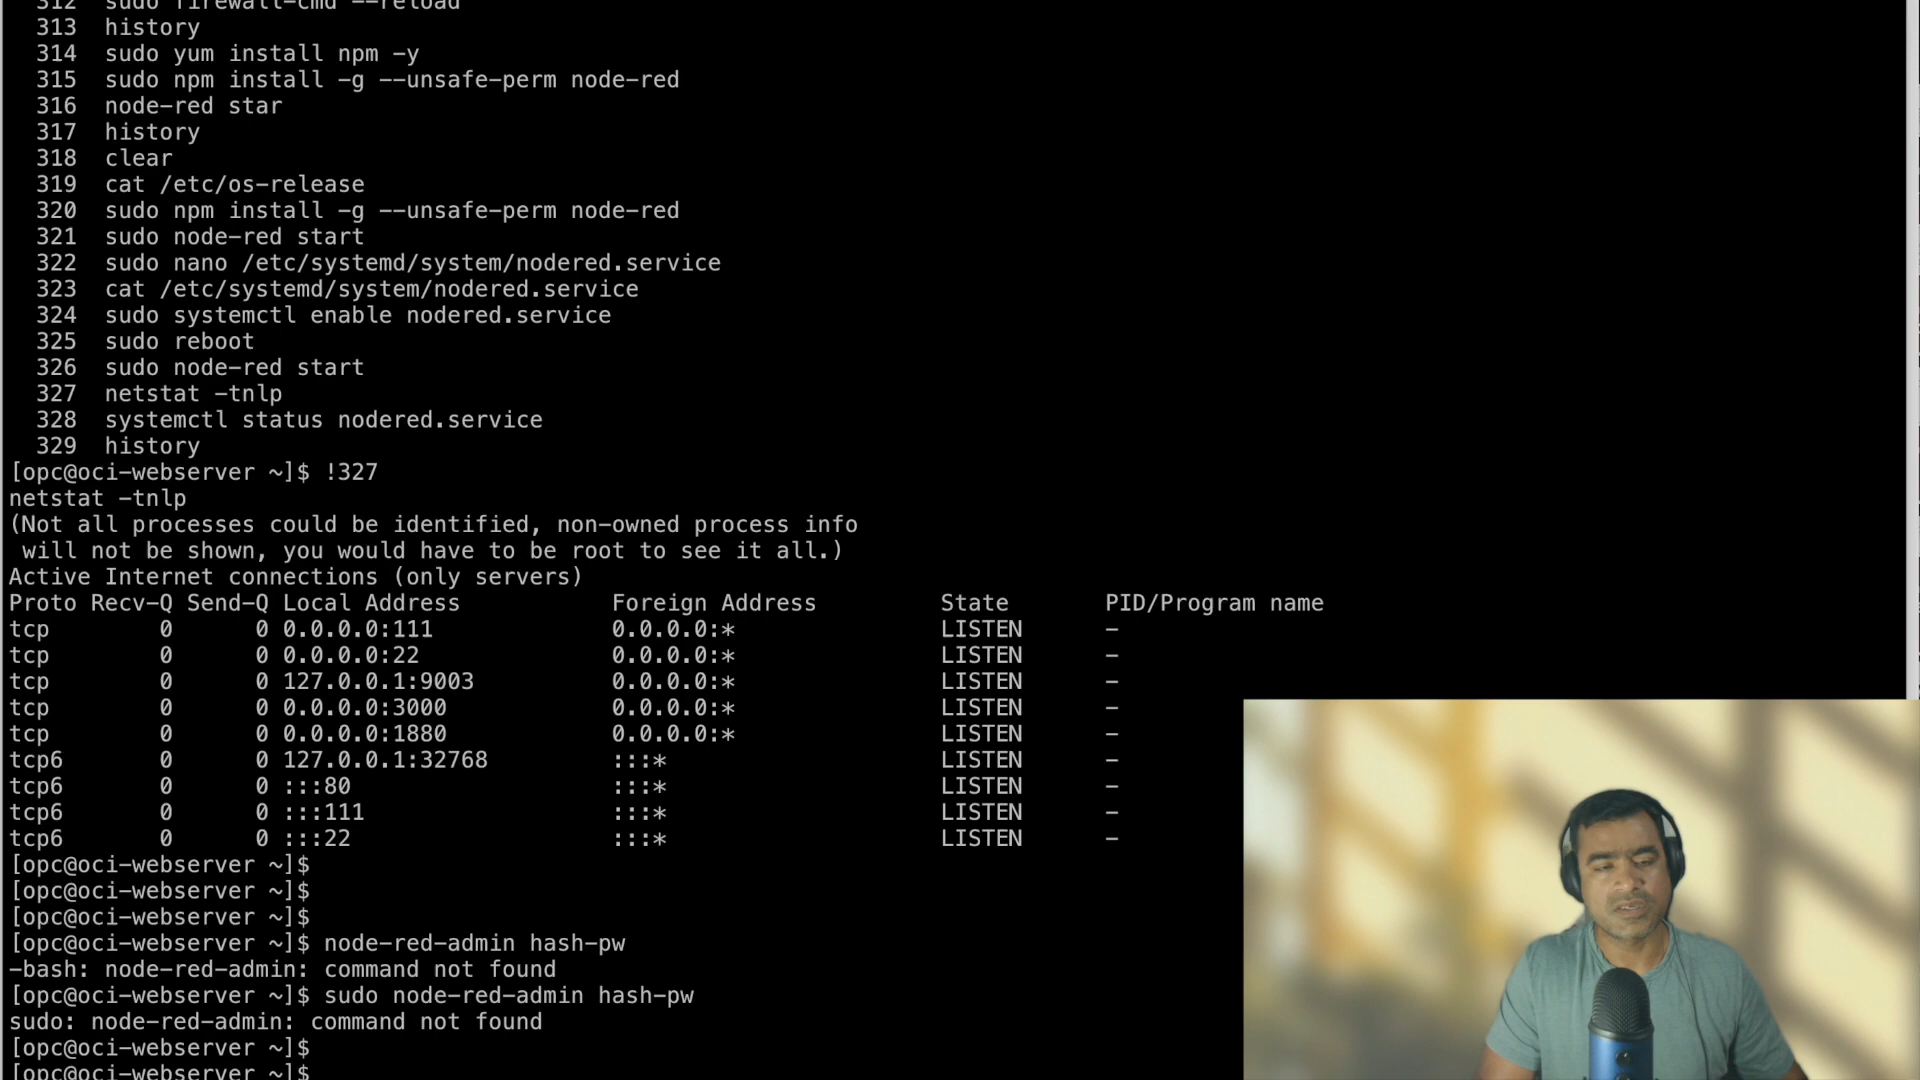 312 sudo firewall-cmd --reload
313 history
314 sudo yum install npm -y
315 sudo npm install -g --unsafe-perm node-red
316 node-red star
317 history
318 clear
319 cat /etc/os-release
320 sudo npm install -g --unsafe-perm node-red
321 sudo node-red start
322 sudo nano /etc/systemd/system/nodered.service
323 cat /etc/systemd/system/nodered.service
324 sudo systemctl enable nodered.service
325 sudo reboot
326 sudo node-red start
327 netstat -tnlp
328 systemctl status nodered.service
329 history
[opc@oci-webserver ~]$ !327
netstat -tnlp
(Not all processes could be identified, non-owned process info
will not be shown, you would have to be root to see it all.)
Active Internet connections (only servers)
Proto Recv-Q Send-Q Local Address Foreign Address State PID/Program name
tcp 0 0 0.0.0.0:111 0.0.0.0:* LISTEN -
tcp 0 0 0.0.0.0:22 0.0.0.0:* LISTEN -
tcp 0 0 127.0.0.1:9003 0.0.0.0:* LISTEN -
tcp 0 0 0.0.0.0:3000 0.0.0.0:* LISTEN -
tcp 0 0 0.0.0.0:1880 0.0.0.0:* LISTEN -
tcp6 0 0 127.0.0.1:32768 :::* LISTEN -
tcp6 0 0 :::80 :::* LISTEN -
tcp6 0 0 :::111 :::* LISTEN -
tcp6 0 0 :::22 :::* LISTEN -
[opc@oci-webserver ~]$
[opc@oci-webserver ~]$
[opc@oci-webserver ~]$
[opc@oci-webserver ~]$ node-red-admin hash-pw
-bash: node-red-admin: command not found
[opc@oci-webserver ~]$ sudo node-red-admin hash-pw
sudo: node-red-admin: command not found
[opc@oci-webserver ~]$
[opc@oci-webserver ~]$